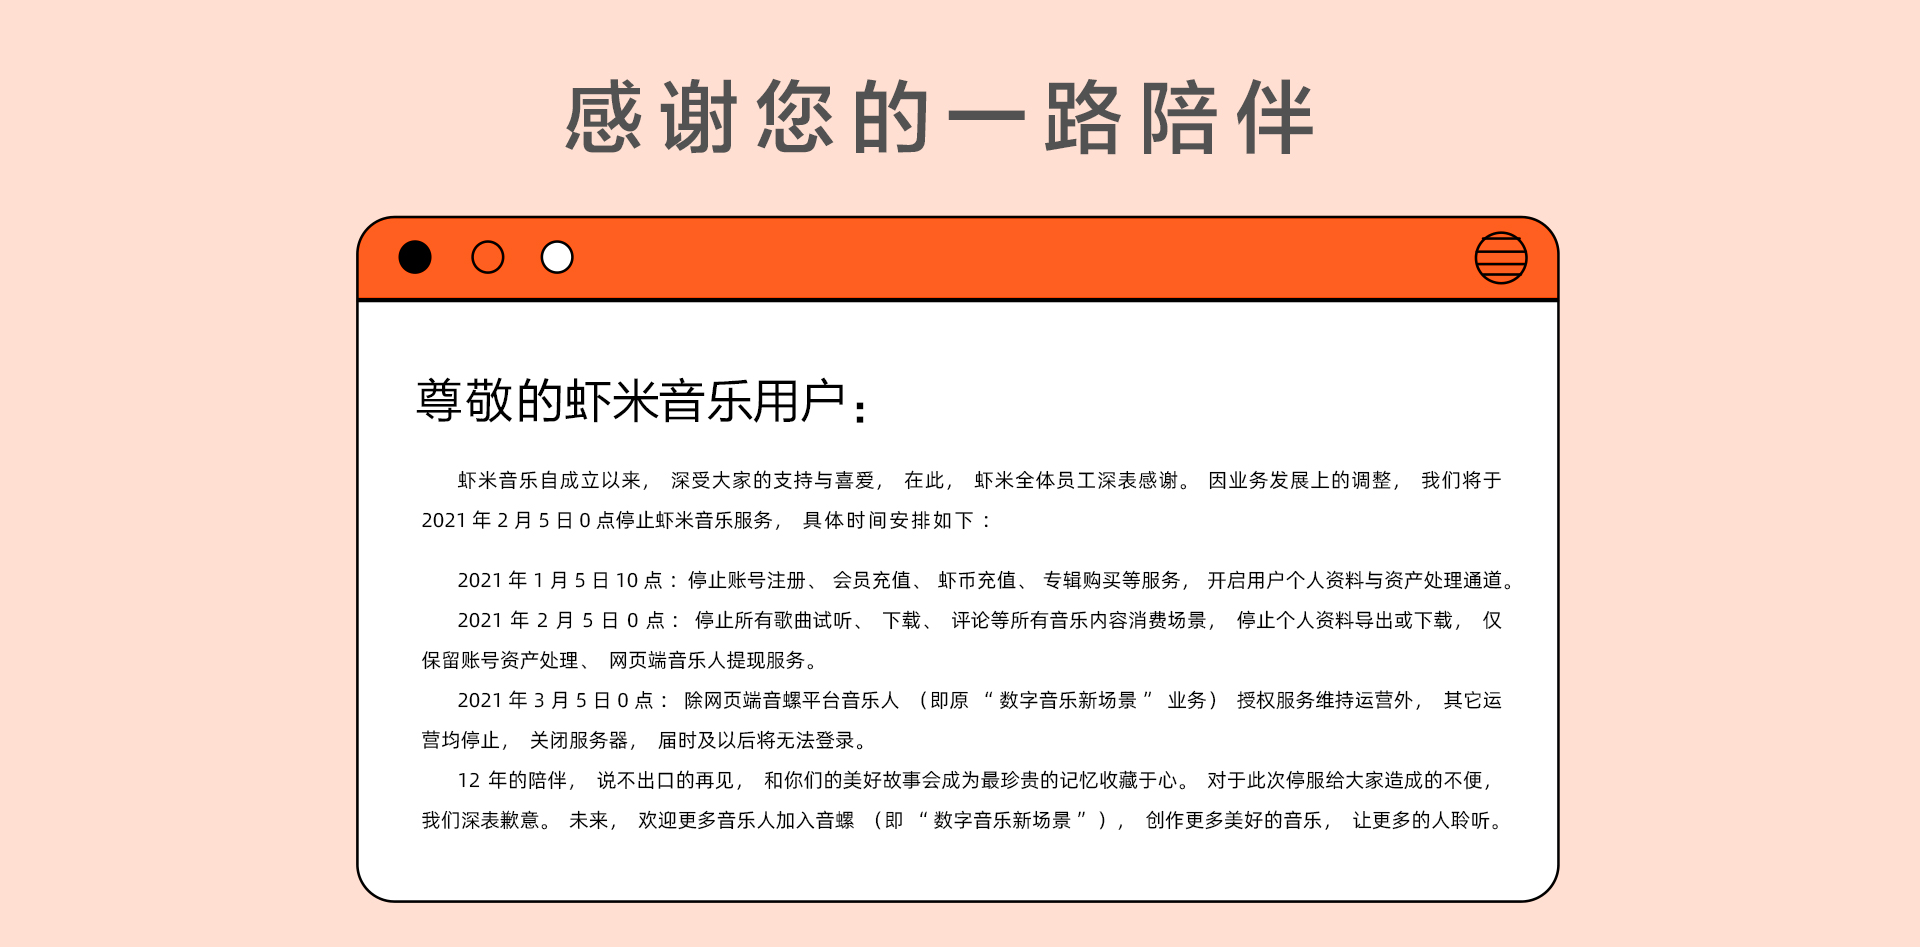 感谢您的一路陪伴
尊敬的虾米音乐用户：
虾米音乐自成立以来，深受大家的支持与喜爱，在此，虾米全体员工深表感谢。因业务发展上的调整，我们将于
2021年2月5日0点停止虾米音乐服务，具体时间安排如下：
2021年1月5日10点：停止账号注册、会员充值、虾币充值、专辑购买等服务，开启用户个人资料与资产处理通道。
2021年2月5日0点：停止所有歌曲试听、下载、评论等所有音乐内容消费场景，停止个人资料导出或下载，仅
保留账号资产处理、网页端音乐人提现服务。
2021年3月5日0点：除网页端音螺平台音乐人（即原“数字音乐新场景”业务）授权服务维持运营外，其它运
营均停止，关闭服务器，届时及以后将无法登录。
12年的陪伴，说不出口的再见，和你们的美好故事会成为最珍贵的记忆收藏于心。对于此次停服给大家造成的不便，
我们深表歉意。未来，欢迎更多音乐人加入音螺（即“数字音乐新场景”），创作更多美好的音乐，让更多的人聆听。